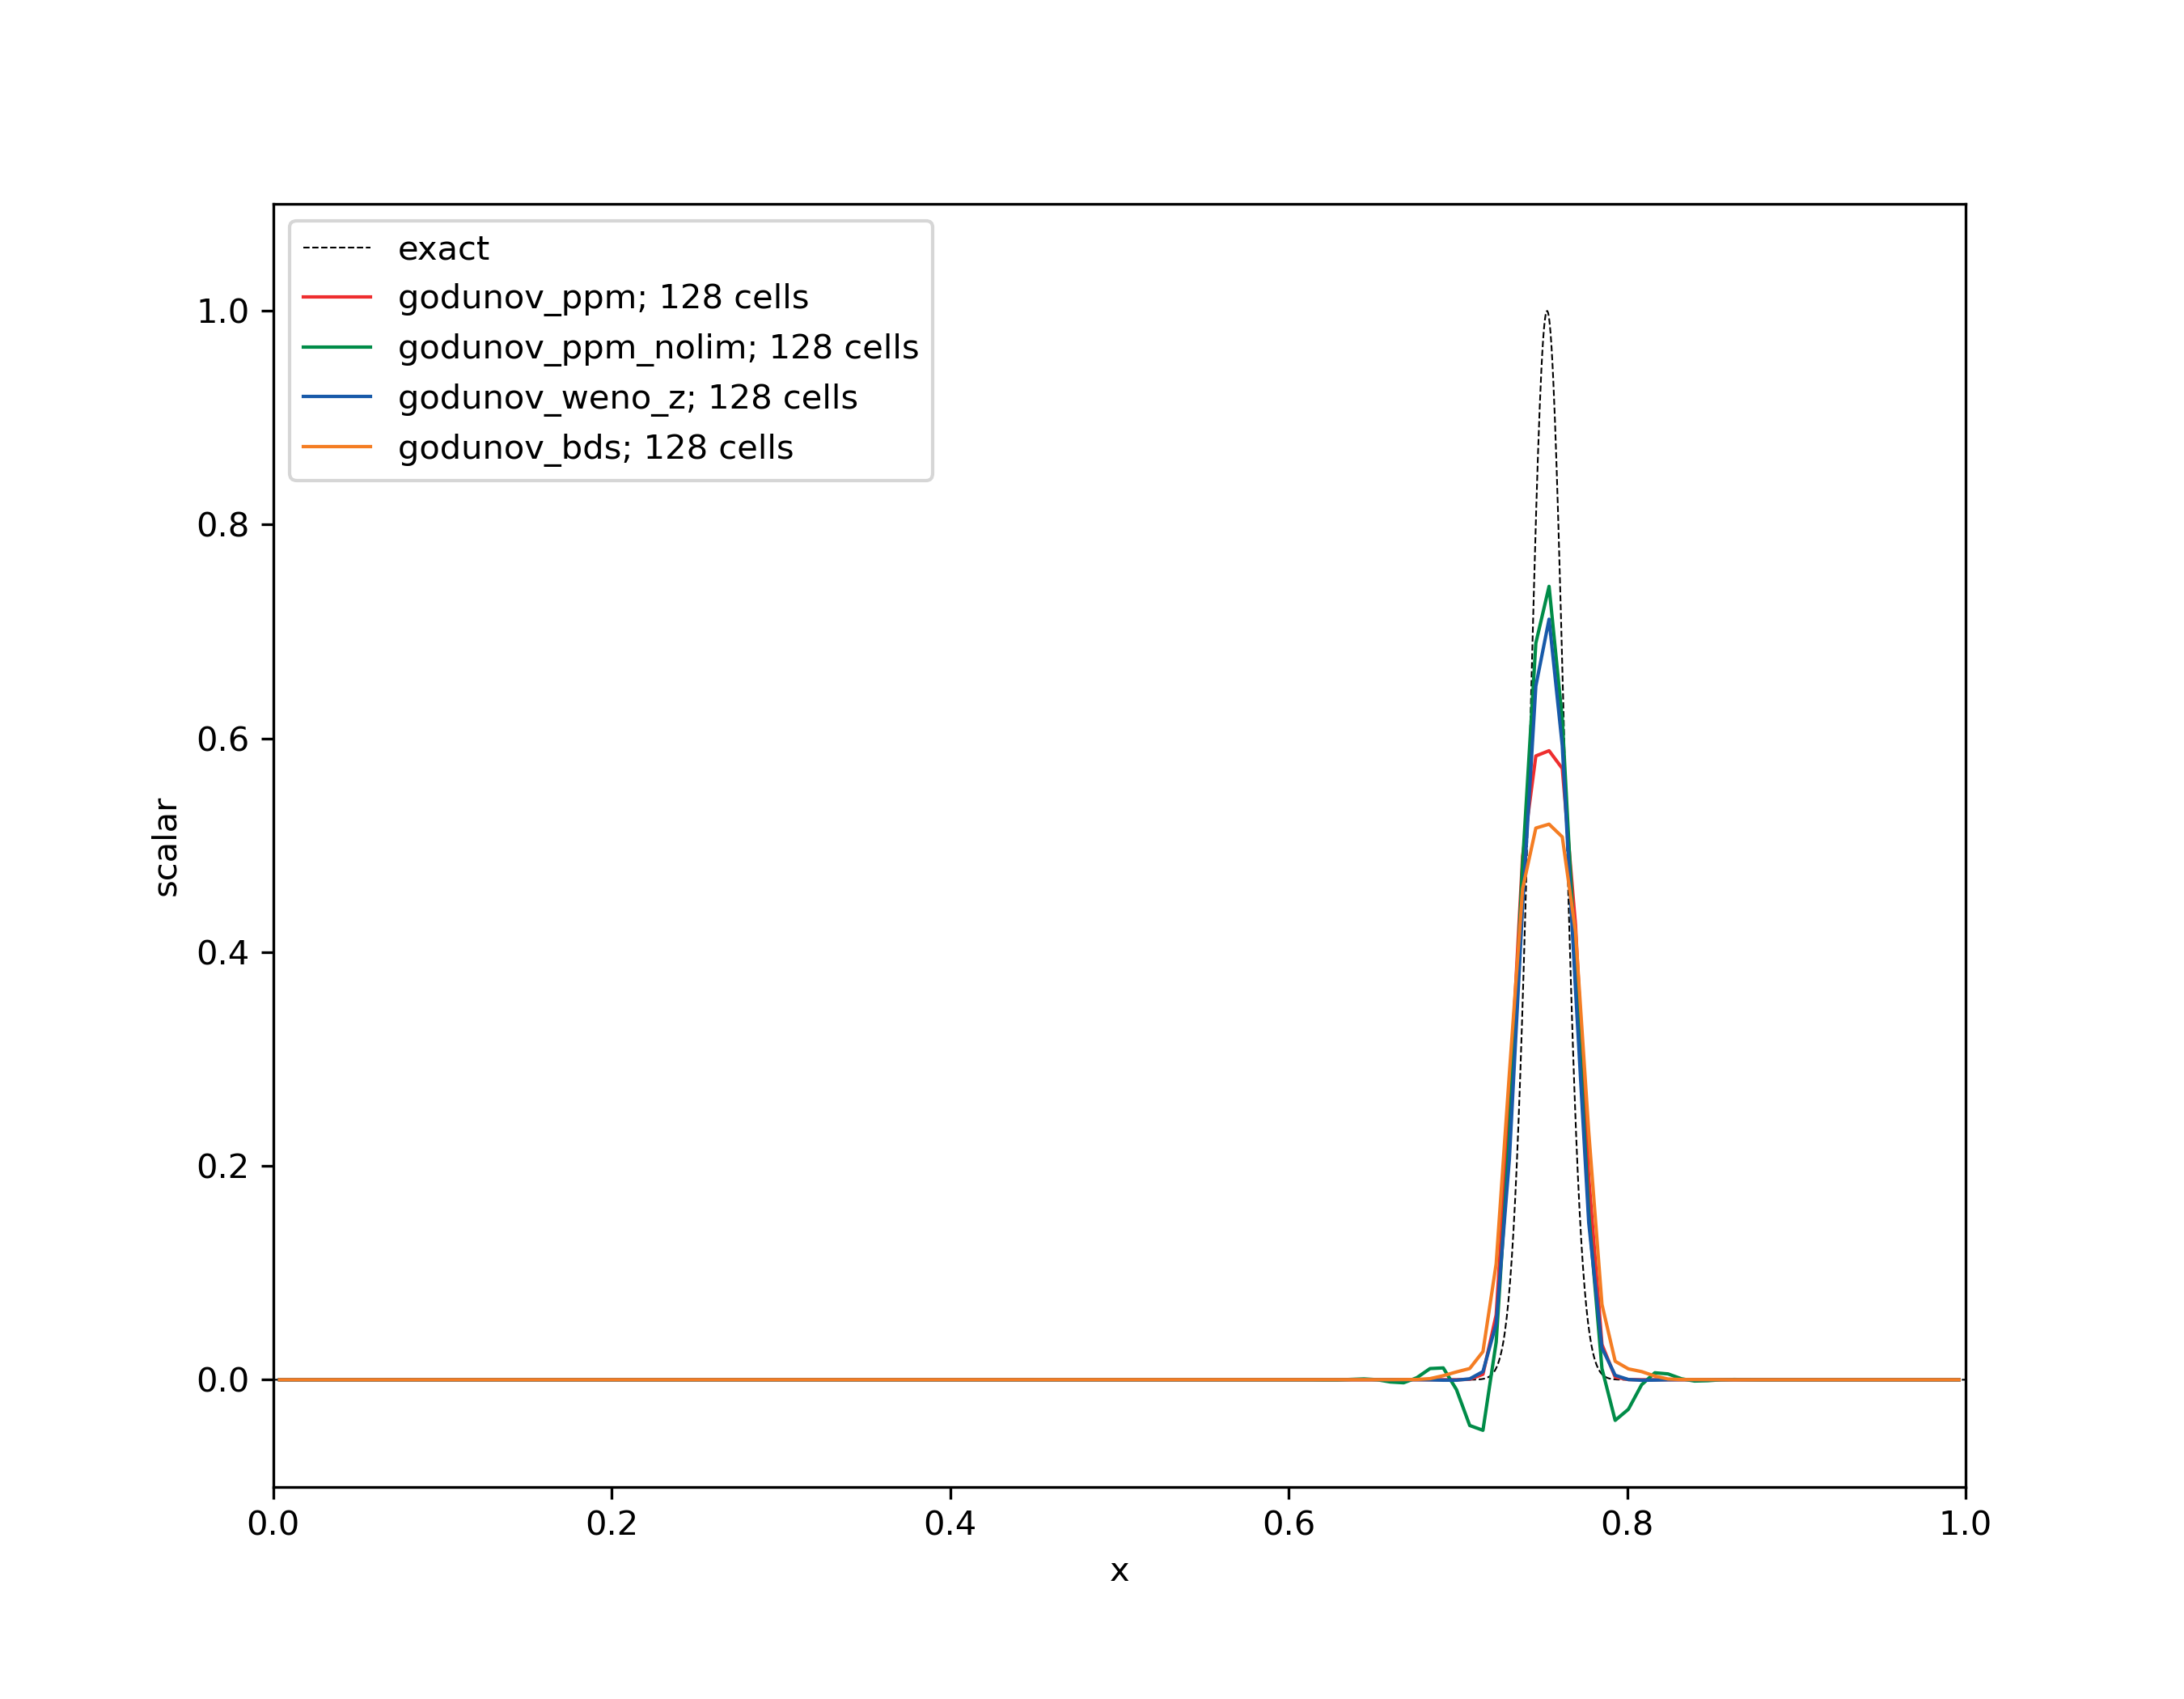 exact
godunov_ppm; 128 cells
godunov_ppm_nolim; 128 cells
godunov_weno_z; 128 cells
godunov_bds; 128 cells
1.0
0.8
0.6
0.4
0.2
0.0
scalar
0.0 0.2 0.4 0.6 0.8 1.0
x